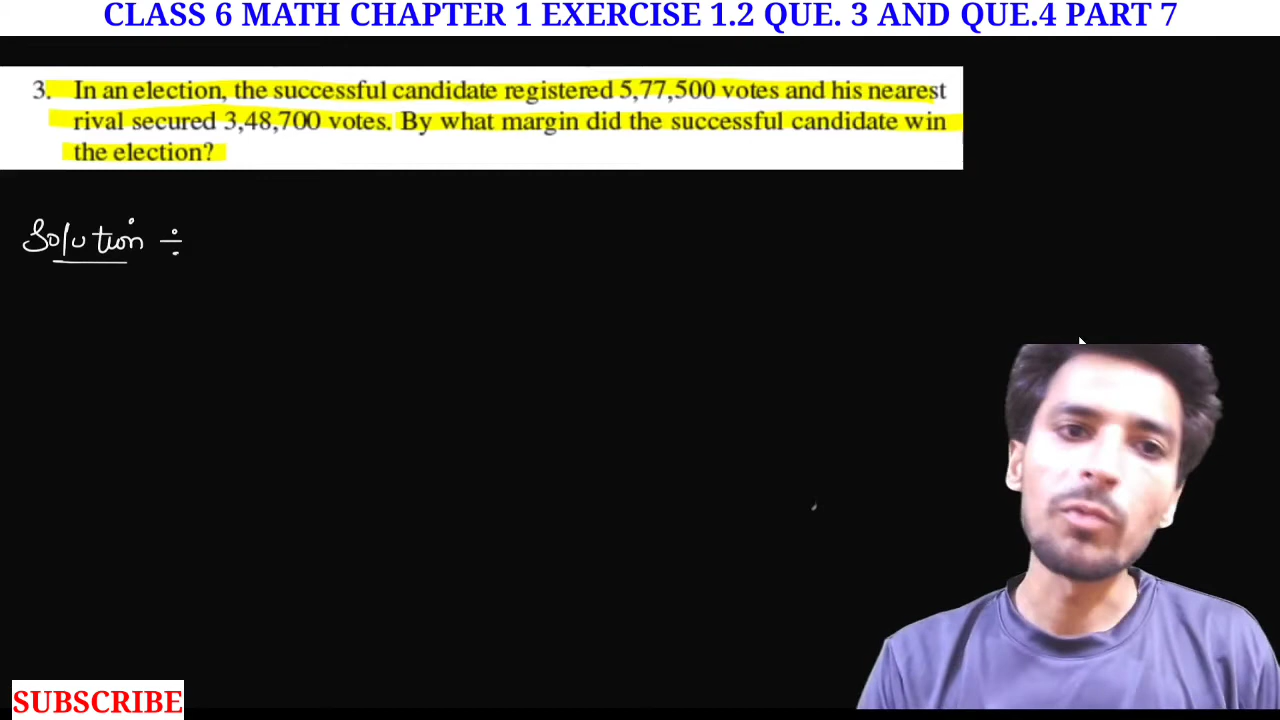 CLASS 6 MATH CHAPTER 1 EXERCISE 1.2 QUE. 3 AND QUE.4 PART 7
3. In an election, the successful candidate registered 5,77,500 votes and his nearest
rival secured 3,48,700 votes. By what margin did the successful candidate win
the election?
Solution ÷
SUBSCRIBE